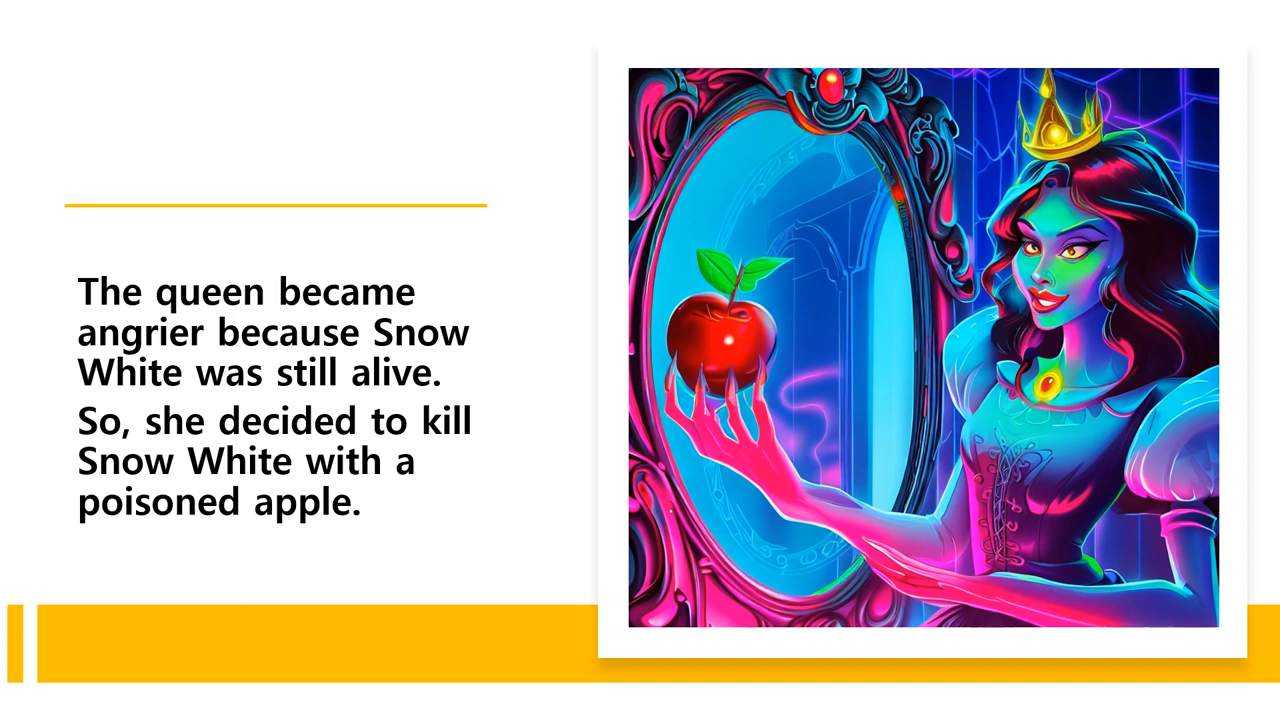 The queen became
angrier because Snow
White was still alive.
So, she decided to kill
Snow White with a
poisoned apple.